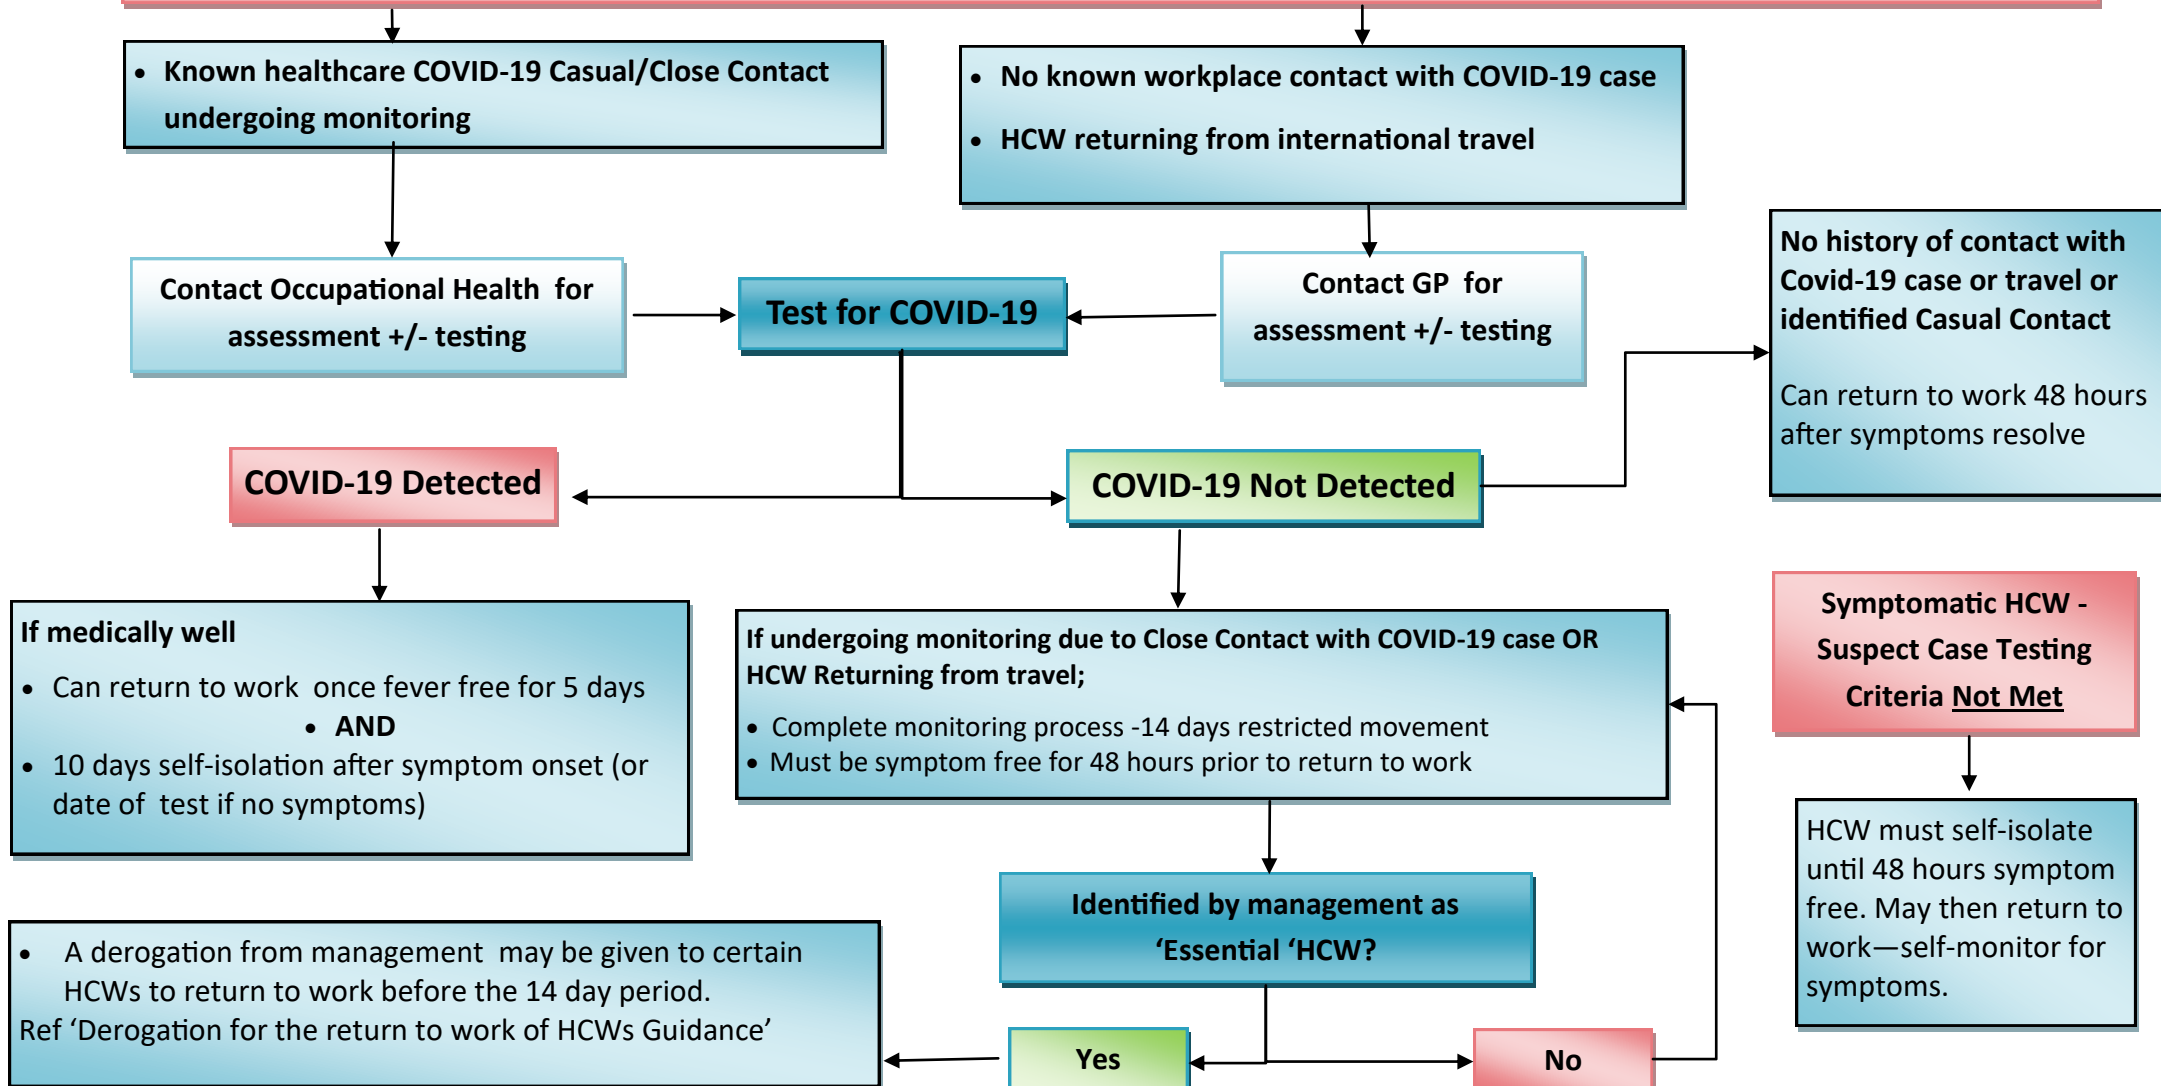 • Known healthcare COVID-19 Casual/Close Contact
undergoing monitoring
• No known workplace contact with COVID-19 case
• HCW returning from international travel
Contact Occupational Health for
assessment +/- testing
Test for COVID-19
Contact GP for
assessment +/- testing
No history of contact with
Covid-19 case or travel or
identified Casual Contact
Can return to work 48 hours
after symptoms resolve
COVID-19 Detected
COVID-19 Not Detected
If medically well
• Can return to work once fever free for 5 days
• AND
• 10 days self-isolation after symptom onset (or
date of test if no symptoms)
If undergoing monitoring due to Close Contact with COVID-19 case OR
HCW Returning from travel;
• Complete monitoring process -14 days restricted movement
• Must be symptom free for 48 hours prior to return to work
Symptomatic HCW -
Suspect Case Testing
Criteria Not Met
HCW must self-isolate
until 48 hours symptom
free. May then return to
work—self-monitor for
symptoms.
Identified by management as
‘Essential ‘HCW?
• A derogation from management may be given to certain
HCWs to return to work before the 14 day period.
Ref ‘Derogation for the return to work of HCWs Guidance’
Yes
No